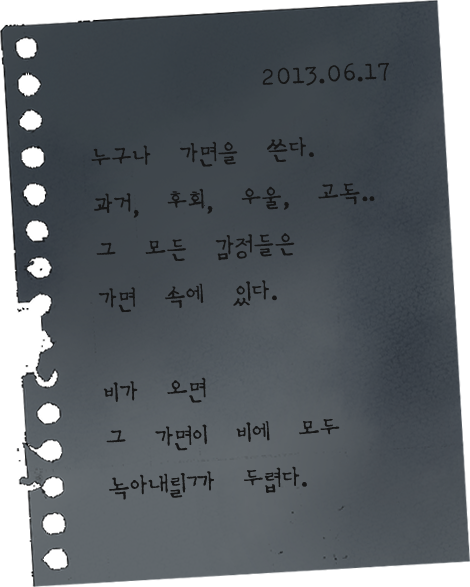 2013.06.17
누구나 가면을 쓴다.
과거, 후회, 우울, 고독..
그 모든 감정들은
가면 속에 있다.
비가 오면
그 가면이 비에 모두
녹아내릴까 두렵다.